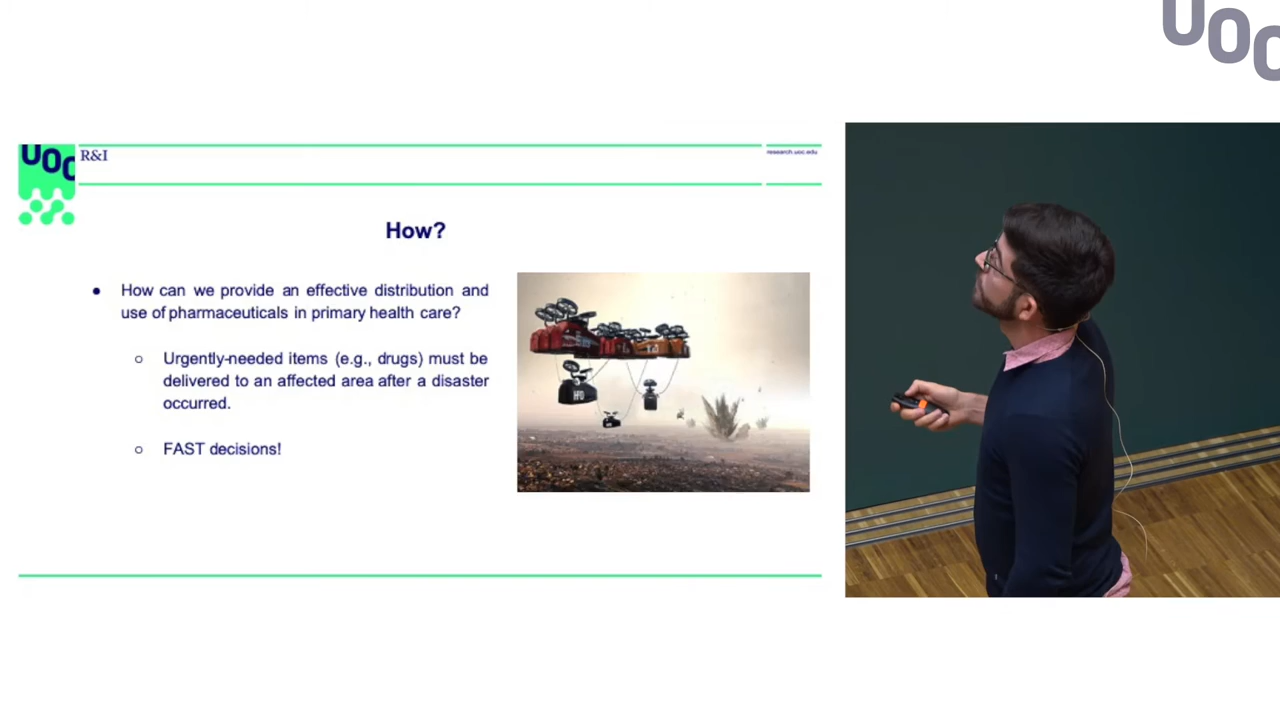 UOC
UOC
R&I
research.uoc.edu
How?
● How can we provide an effective distribution and
use of pharmaceuticals in primary health care?
○ Urgently-needed items (e.g., drugs) must be
delivered to an affected area after a disaster
occurred.
○ FAST decisions!